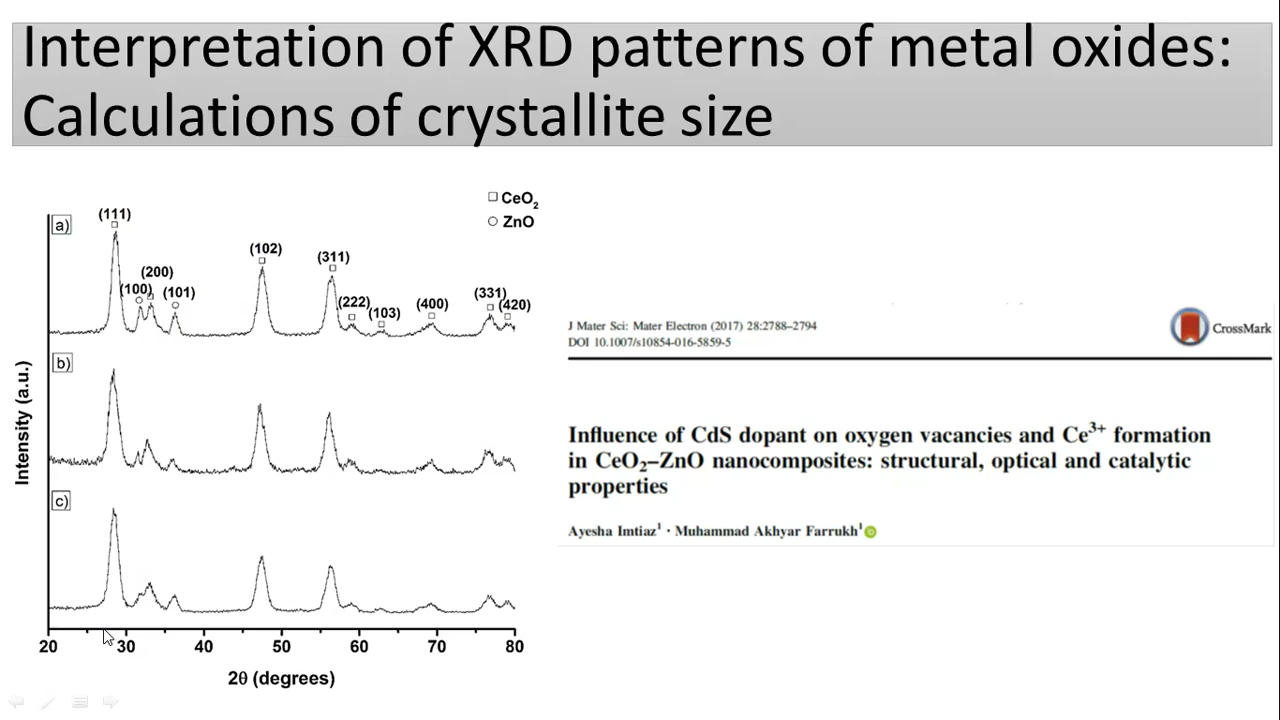 Interpretation of XRD patterns of metal oxides:
Calculations of crystallite size
□ CeO₂
○ ZnO
a)
(111)
(100)
(200)
(101)
(102)
(311)
(222)
(103)
(400)
(331)
(420)
b)
c)
Intensity (a.u.)
20 30 40 50 60 70 80
2θ (degrees)
J Mater Sci: Mater Electron (2017) 28:2788–2794
DOI 10.1007/s10854-016-5859-5
CrossMark
Influence of CdS dopant on oxygen vacancies and Ce³⁺ formation
in CeO₂–ZnO nanocomposites: structural, optical and catalytic
properties
Ayesha Imtiaz¹ · Muhammad Akhyar Farrukh¹